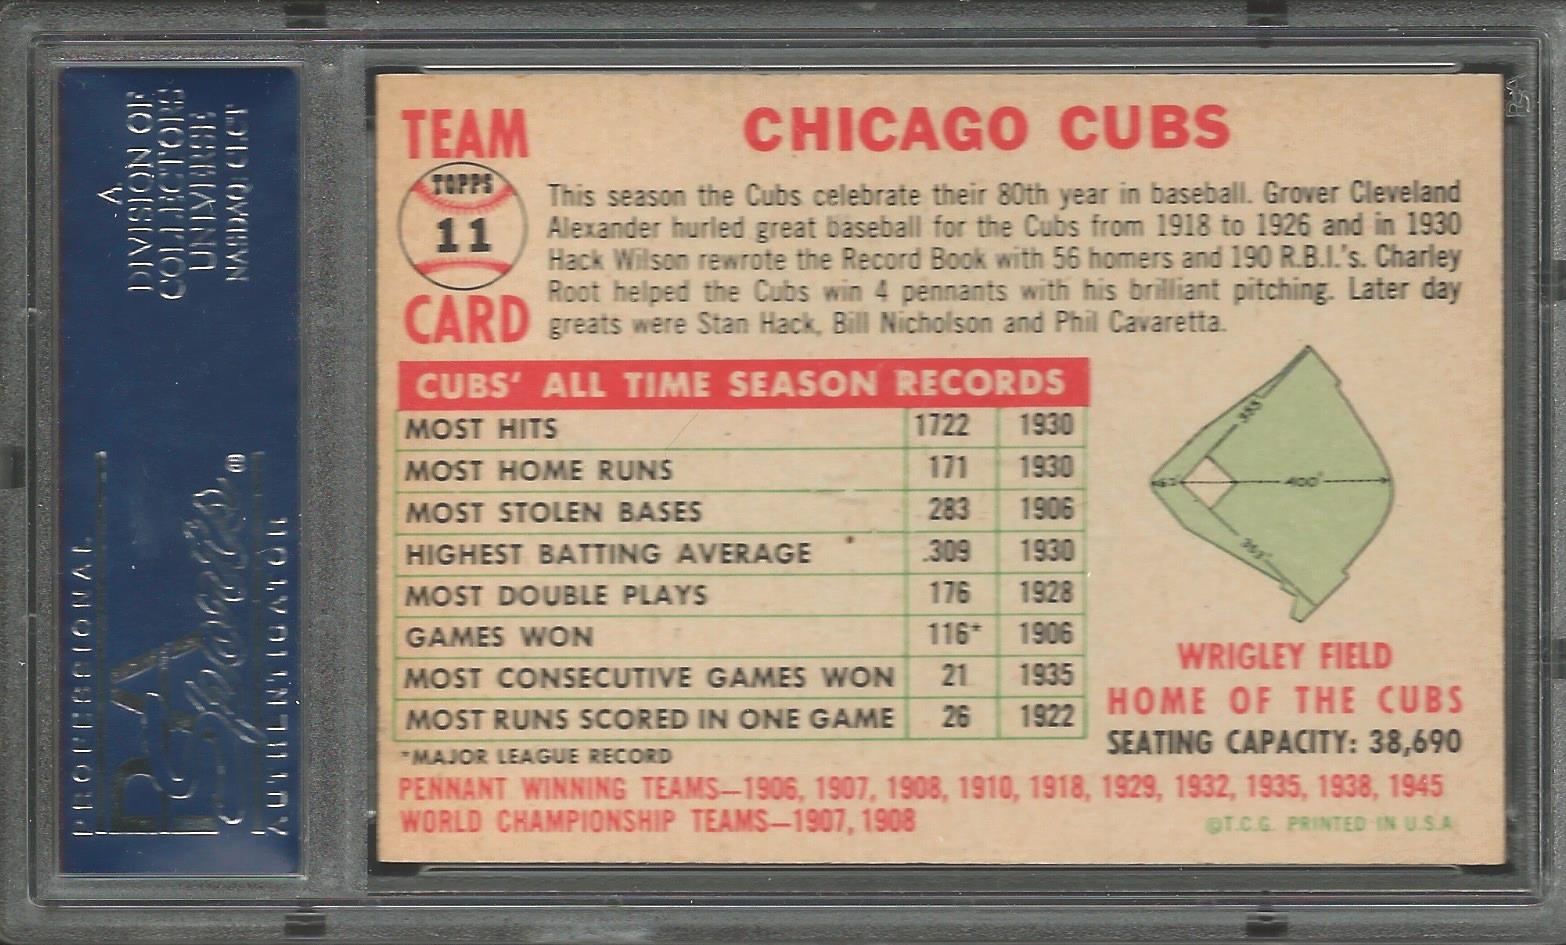 A
DIVISION OF
COLLECTORS
UNIVERSE
NASDAQ: CLCT
PROFESSIONAL
PSA
Sports®
AUTHENTICATOR
TEAM
TOPPS
11
CARD
CHICAGO CUBS
This season the Cubs celebrate their 80th year in baseball. Grover Cleveland
Alexander hurled great baseball for the Cubs from 1918 to 1926 and in 1930
Hack Wilson rewrote the Record Book with 56 homers and 190 R.B.I.'s. Charley
Root helped the Cubs win 4 pennants with his brilliant pitching. Later day
greats were Stan Hack, Bill Nicholson and Phil Cavaretta.
CUBS' ALL TIME SEASON RECORDS
MOST HITS 1722 1930
MOST HOME RUNS 171 1930
MOST STOLEN BASES 283 1906
HIGHEST BATTING AVERAGE .309 1930
MOST DOUBLE PLAYS 176 1928
GAMES WON 116* 1906
MOST CONSECUTIVE GAMES WON 21 1935
MOST RUNS SCORED IN ONE GAME 26 1922
*MAJOR LEAGUE RECORD
355'
400'
WRIGLEY FIELD
HOME OF THE CUBS
SEATING CAPACITY: 38,690
PENNANT WINNING TEAMS—1906, 1907, 1908, 1910, 1918, 1929, 1932, 1935, 1938, 1945
WORLD CHAMPIONSHIP TEAMS—1907, 1908
©T.C.G. PRINTED IN U.S.A.
PSA